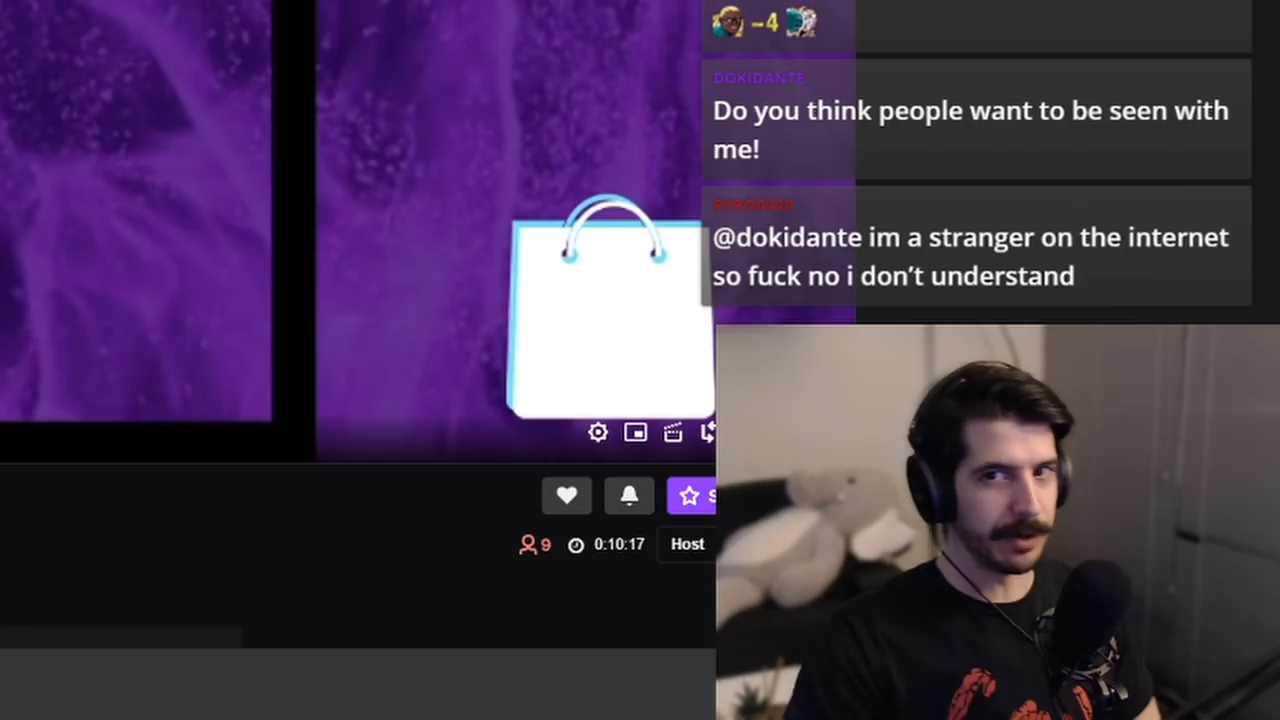 -4
DOKIDANTE
Do you think people want to be seen with
me!
@dokidante im a stranger on the internet
so fuck no i don’t understand
9
0:10:17
Host